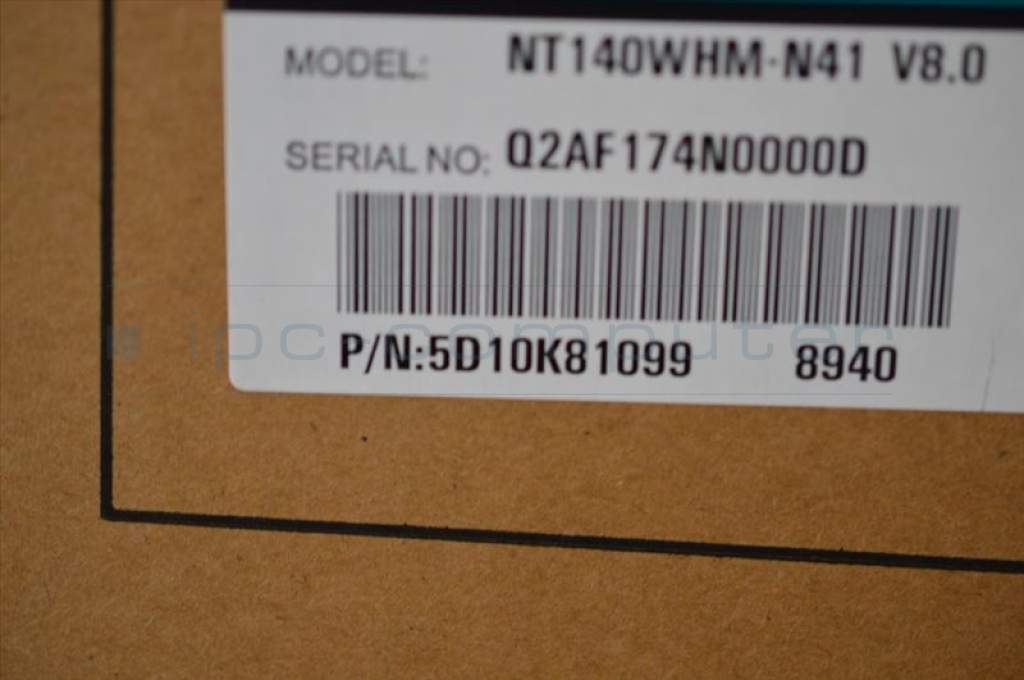 MODEL: NT140WHM-N41 V8.0
SERIAL NO: Q2AF174N0000D
P/N:5D10K81099 8940
ipc computer